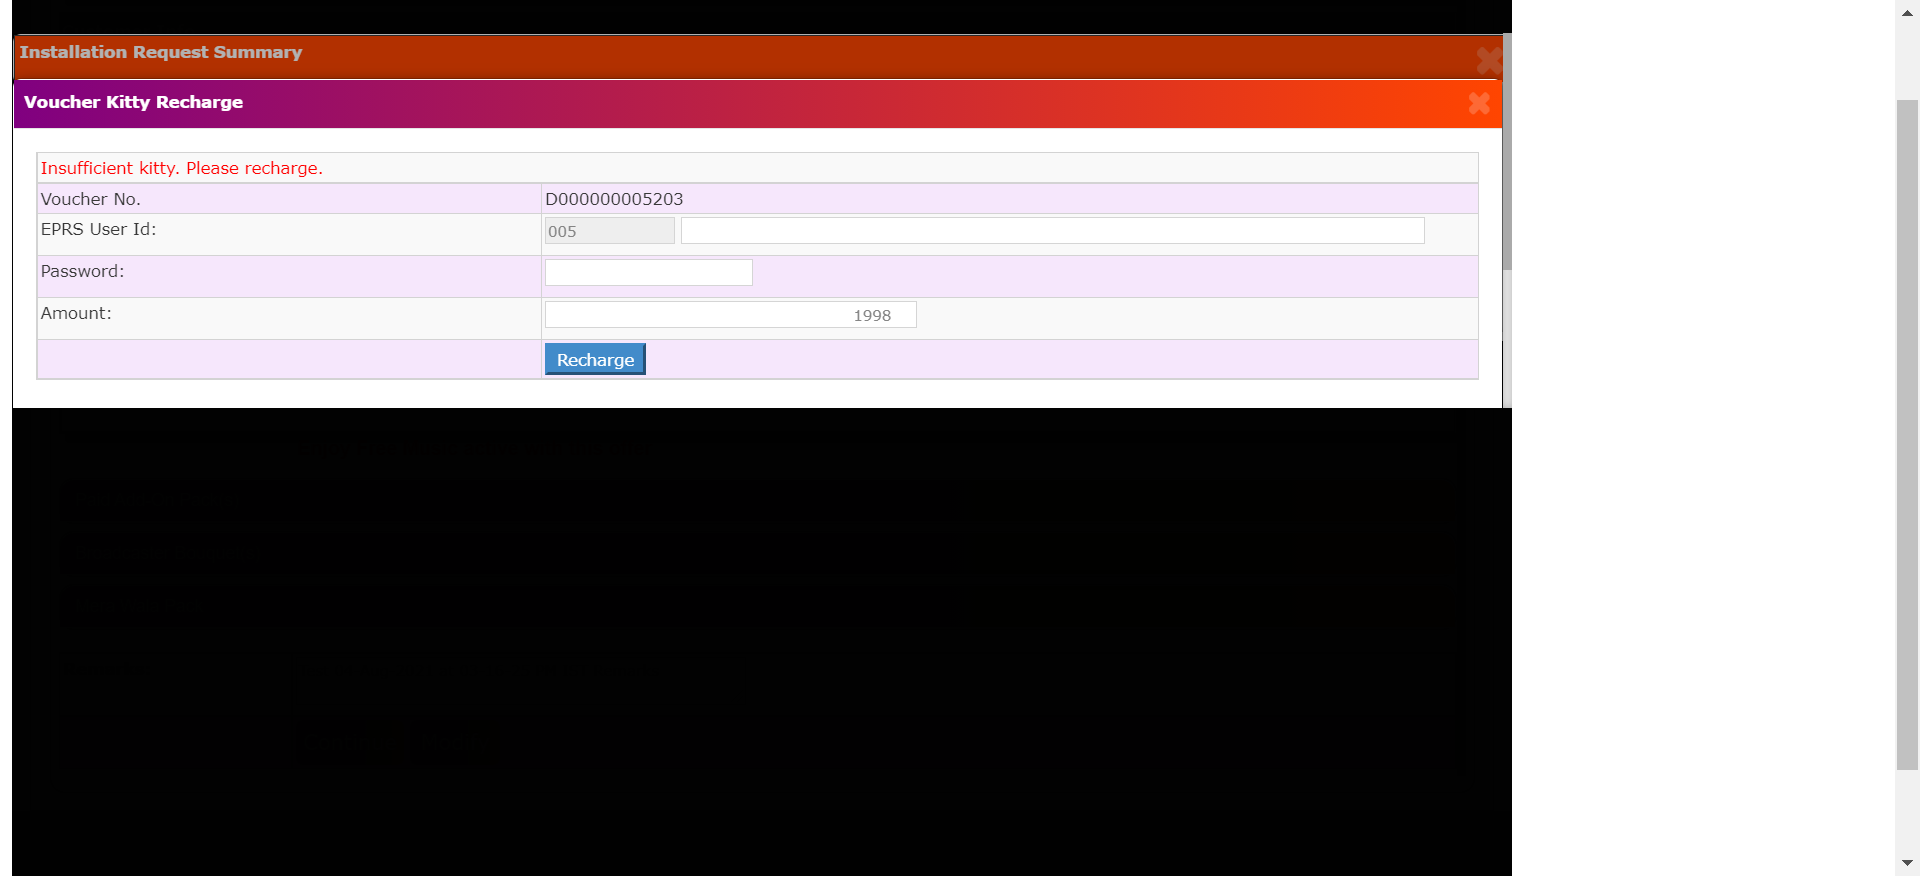 Installation Request Summary
Voucher Kitty Recharge
Insufficient kitty. Please recharge.
Voucher No. D000000005203
EPRS User Id: 005
Password:
Amount: 1998
Recharge